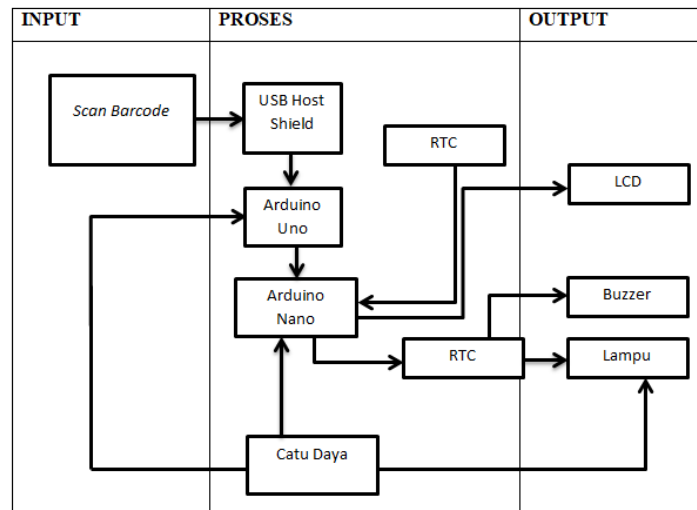 INPUT
PROSES
OUTPUT
Scan Barcode
USB Host
Shield
RTC
LCD
Arduino
Uno
Arduino
Nano
Buzzer
RTC
Lampu
Catu Daya